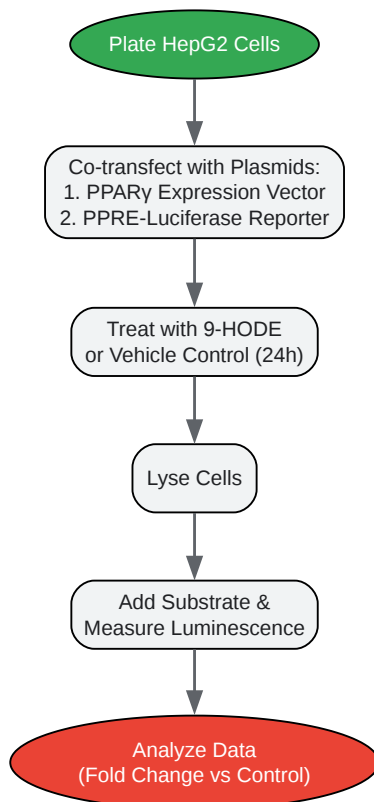 Plate HepG2 Cells
Co-transfect with Plasmids:
1. PPARγ Expression Vector
2. PPRE-Luciferase Reporter
Treat with 9-HODE
or Vehicle Control (24h)
Lyse Cells
Add Substrate &
Measure Luminescence
Analyze Data
(Fold Change vs Control)